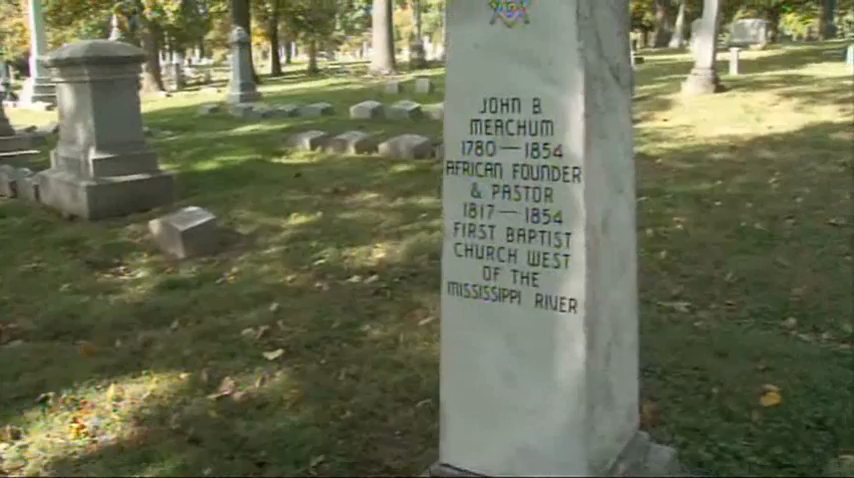 JOHN B
MEACHUM
1780 — 1854
AFRICAN FOUNDER
& PASTOR
1817 — 1854
FIRST BAPTIST
CHURCH WEST
OF THE
MISSISSIPPI RIVER